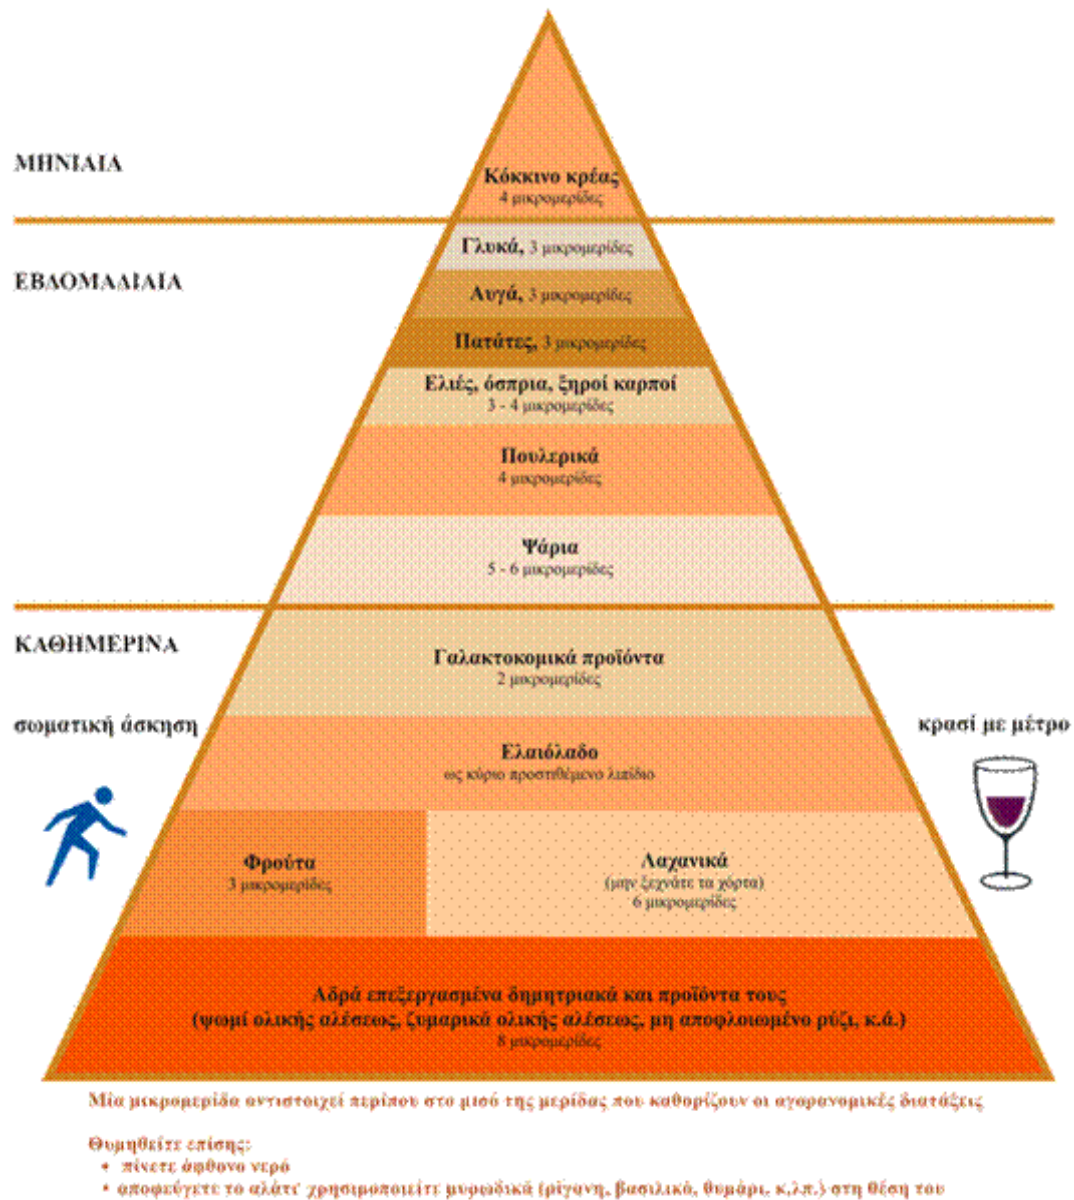 ΜΗΝΙΑΙΑ
Κόκκινο κρέας
4 μικρομερίδες
ΕΒΔΟΜΑΔΙΑΙΑ
Γλυκά, 3 μικρομερίδες
Αυγά, 3 μικρομερίδες
Πατάτες, 3 μικρομερίδες
Ελιές, όσπρια, ξηροί καρποί
3 - 4 μικρομερίδες
Πουλερικά
4 μικρομερίδες
Ψάρια
5 - 6 μικρομερίδες
ΚΑΘΗΜΕΡΙΝΑ
Γαλακτοκομικά προϊόντα
2 μικρομερίδες
σωματική άσκηση
κρασί με μέτρο
Ελαιόλαδο
ως κύριο προστιθέμενο λιπίδιο
Φρούτα
3 μικρομερίδες
Λαχανικά
(μην ξεχνάτε τα χόρτα)
6 μικρομερίδες
Αδρά επεξεργασμένα δημητριακά και προϊόντα τους
(ψωμί ολικής αλέσεως, ζυμαρικά ολικής αλέσεως, μη αποφλοιωμένο ρύζι, κ.ά.)
8 μικρομερίδες
Μία μικρομερίδα αντιστοιχεί περίπου στο μισό της μερίδας που καθορίζουν οι αγορανομικές διατάξεις
Θυμηθείτε επίσης:
• πίνετε άφθονο νερό
• αποφεύγετε το αλάτι· χρησιμοποιείτε μυρωδικά (ρίγανη, βασιλικό, θυμάρι, κ.λπ.) στη θέση του